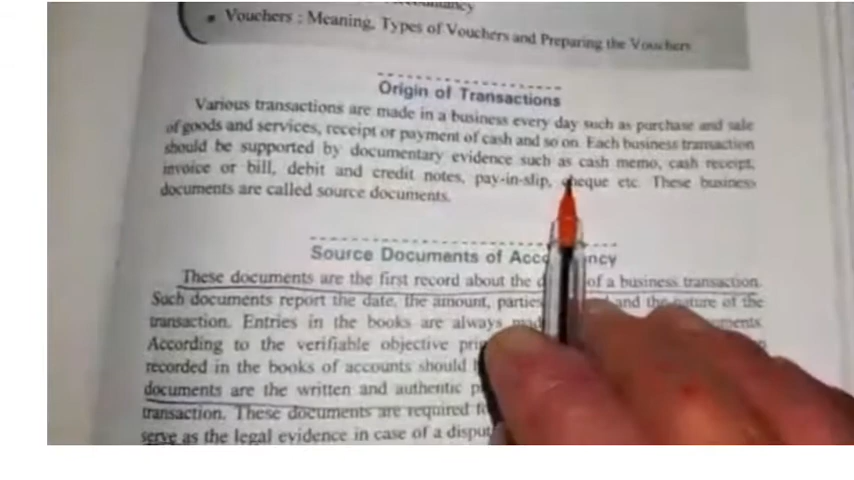 Vouchers : Meaning, Types of Vouchers and Preparing the Vouchers
Origin of Transactions
Various transactions are made in a business every day such as purchase and sale
of goods and services, receipt or payment of cash and so on. Each business transaction
should be supported by documentary evidence such as cash memo, cash receipt,
invoice or bill, debit and credit notes, pay-in-slip, cheque etc. These business
documents are called source documents.
Source Documents of
These documents are the first record about the of a business transaction.
Such documents report the date, the amount, parties and the nature of the
transaction. Entries in the books are always
According to the verifiable objective
recorded in the books of accounts should
documents are the written and authentic
transaction. These documents are required
serve as the legal evidence in case of a